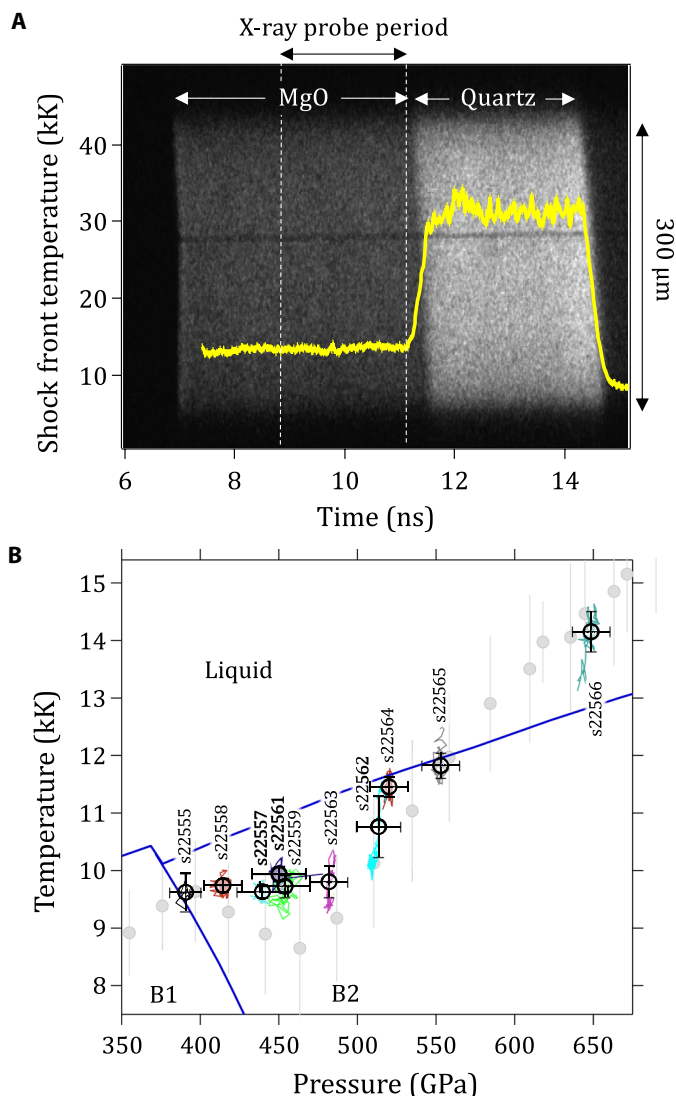 A
X-ray probe period
MgO
Quartz
Shock front temperature (kK)
40
30
20
10
300 μm
6
8
10
12
14
Time (ns)
B
15
14
13
12
11
10
9
8
Temperature (kK)
Liquid
s22555
s22558
s22557
s22561
s22559
s22563
s22562
s22564
s22565
s22566
B1
B2
350
400
450
500
550
600
650
Pressure (GPa)